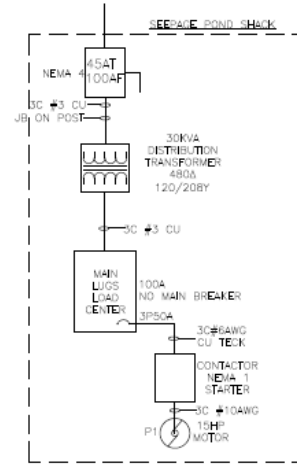 SEEPAGE POND SHACK
45AT
100AF
NEMA 4
3C #3 CU
JB ON POST
30KVA
DISTRIBUTION
TRANSFORMER
480Δ
120/208Y
3C #3 CU
MAIN
LUGS
LOAD
CENTER
100A
NO MAIN BREAKER
3P50A
3C#6AWG
CU TECK
CONTACTOR
NEMA 1
STARTER
3C #10AWG
P1
15HP
MOTOR